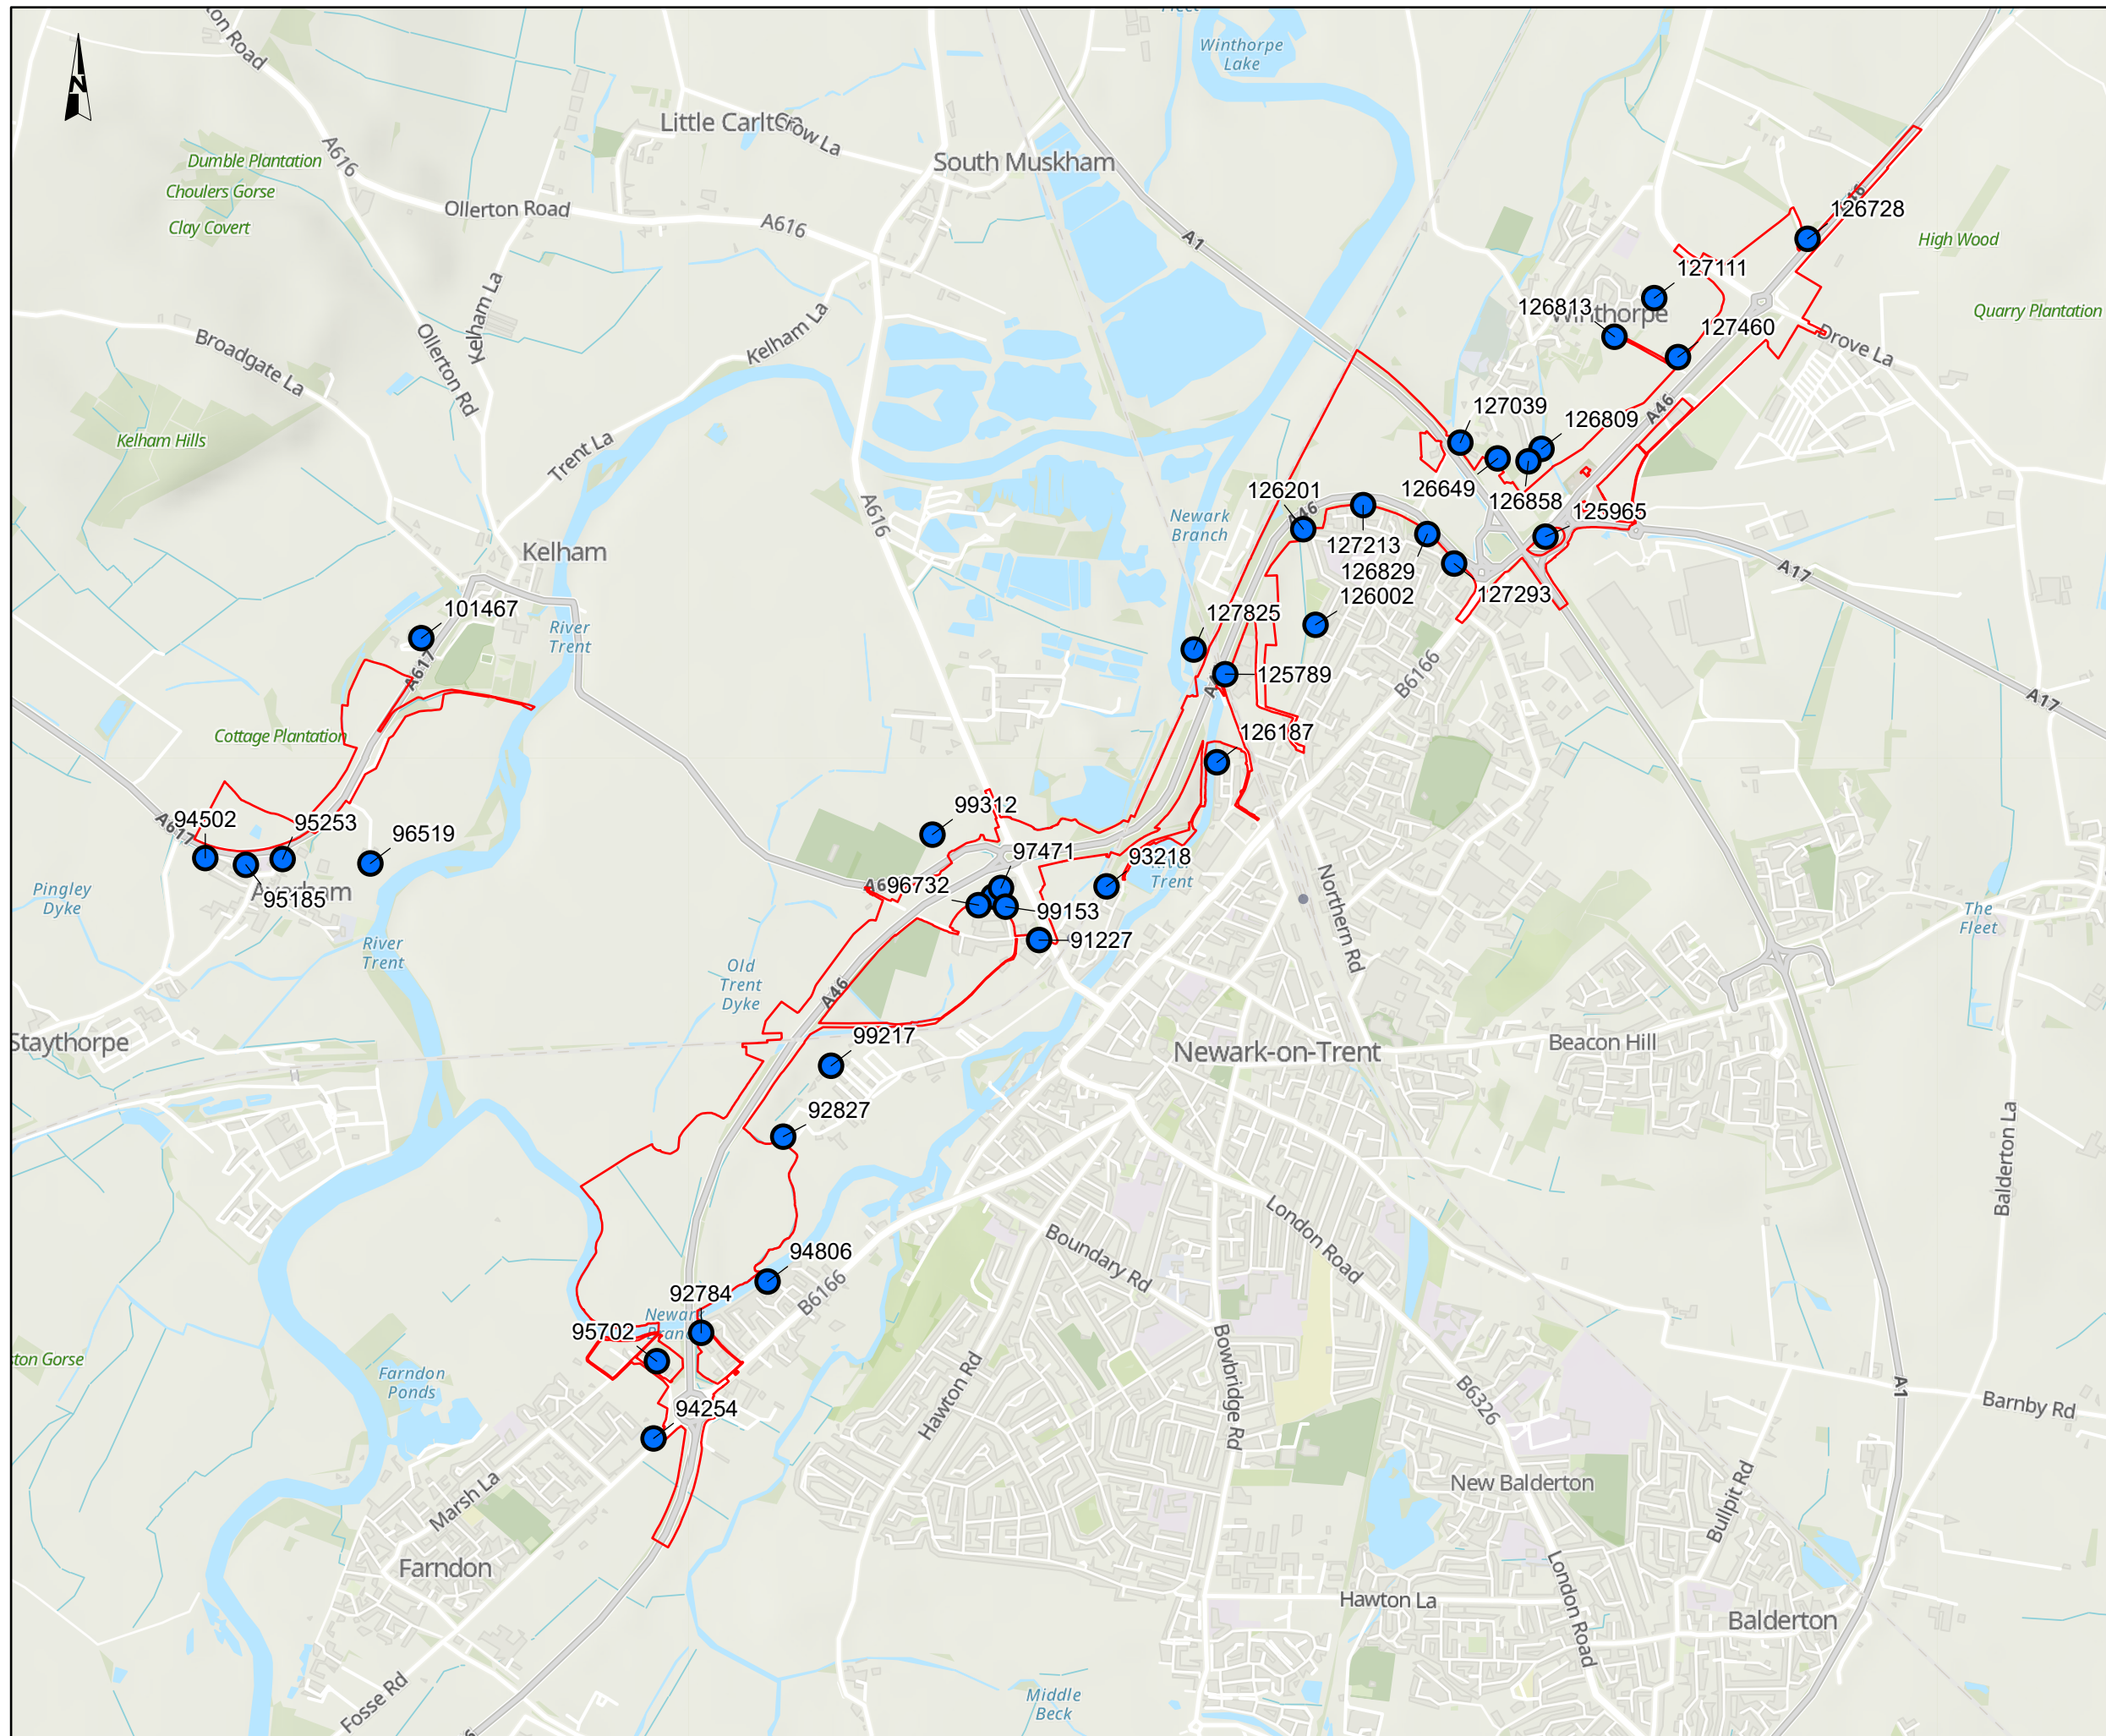 N
Winthorpe
Lake
Little Carlton
Crow La
South Muskham
Dumble Plantation
Choulers Gorse
Clay Covert
A616
Ollerton Road
A616
A1
126728
High Wood
127111
Quarry Plantation
126813
Winthorpe
127460
Drove La
Broadgate La
Ollerton Rd
Kelham La
Kelham La
A46
127039
126809
Kelham Hills
Trent La
126649
126858
126201
A46
125965
A616
Newark
Branch
127213
126829
127293
126002
A17
Kelham
101467
River
Trent
127825
A617
125789
B6166
A17
Cottage Plantation
126187
94502
A617
95253
96519
99312
97471
93218
Trent
Averham
95185
Pingley
Dyke
96732
99153
91227
Northern Rd
The
Fleet
River
Trent
Old
Trent
Dyke
A46
Staythorpe
99217
Newark-on-Trent
Beacon Hill
92827
Balderton La
94806
B6166
Boundary Rd
London Road
92784
95702
Newark
Branch
Farndon
Ponds
94254
Hawton Rd
Bowbridge Rd
B6326
A1
Barnby Rd
Marsh La
New Balderton
Bullpit Rd
Farndon
Hawton La
London Road
Balderton
Fosse Rd
Middle
Beck